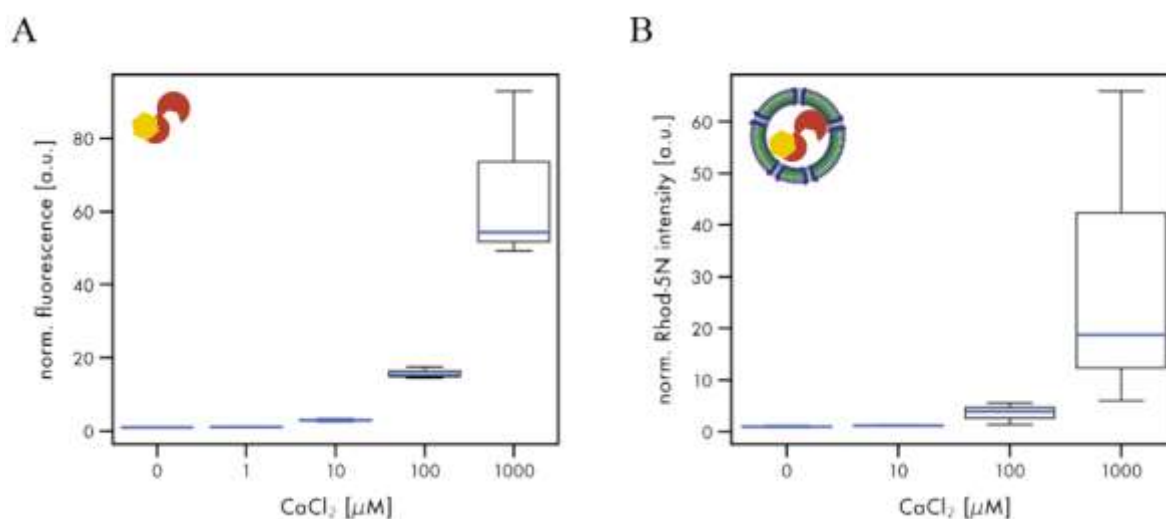 A
B
norm. fluorescence [a.u.]
80
60
40
20
0
0 1 10 100 1000
CaCl₂ [µM]
norm. Rhod-5N intensity [a.u.]
60
50
40
30
20
10
0
0 10 100 1000
CaCl₂ [µM]